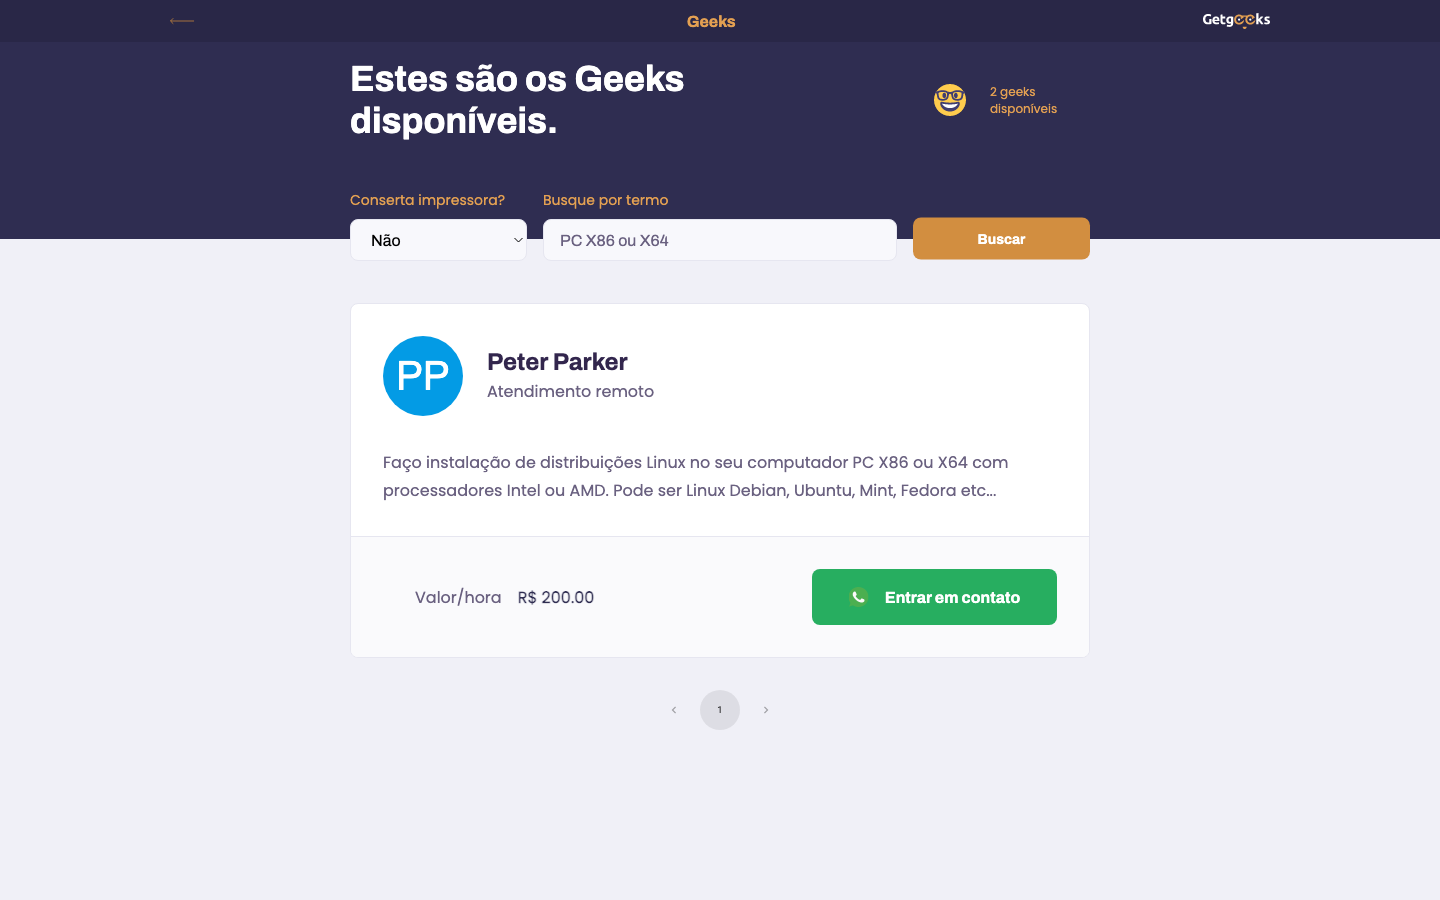 Geeks
Getgeeks
Estes são os Geeks
disponíveis.
2 geeks
disponíveis
Conserta impressora?
Busque por termo
Não
PC X86 ou X64
Buscar
PP
Peter Parker
Atendimento remoto
Faço instalação de distribuições Linux no seu computador PC X86 ou X64 com
processadores Intel ou AMD. Pode ser Linux Debian, Ubuntu, Mint, Fedora etc...
Valor/hora R$ 200.00
Entrar em contato
1